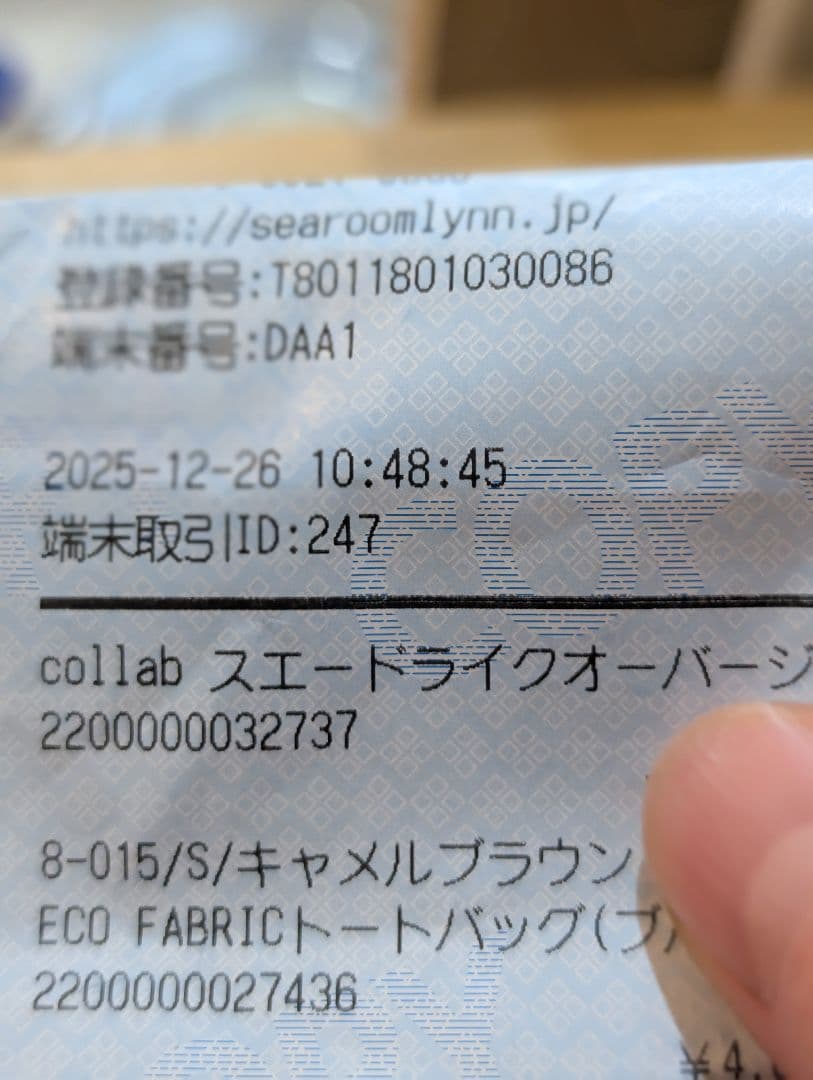 https://searoomlynn.jp/
登録番号:T8011801030086
端末番号:DAA1
2025-12-26 10:48:45
端末取引ID:247
collab スエードライクオーバージ
2200000032737
8-015/S/キャメルブラウン
ECO FABRICトートバッグ(ブ
2200000027436
¥4,
COPY